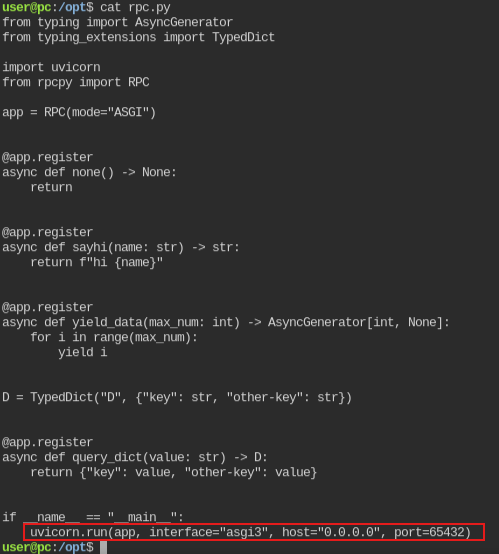 user@pc:/opt$ cat rpc.py
from typing import AsyncGenerator
from typing_extensions import TypedDict

import uvicorn
from rpcpy import RPC

app = RPC(mode="ASGI")


@app.register
async def none() -> None:
    return


@app.register
async def sayhi(name: str) -> str:
    return f"hi {name}"


@app.register
async def yield_data(max_num: int) -> AsyncGenerator[int, None]:
    for i in range(max_num):
        yield i


D = TypedDict("D", {"key": str, "other-key": str})


@app.register
async def query_dict(value: str) -> D:
    return {"key": value, "other-key": value}


if __name__ == "__main__":
    uvicorn.run(app, interface="asgi3", host="0.0.0.0", port=65432)
user@pc:/opt$